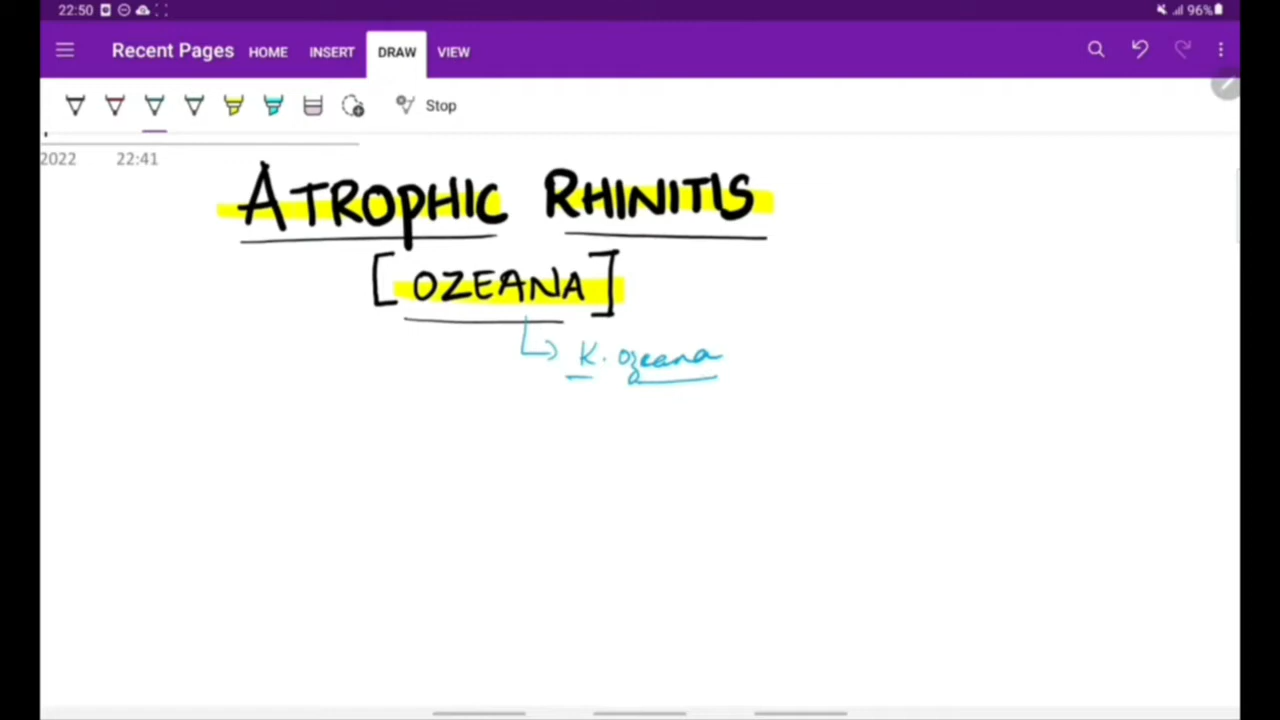 22:50 96%
Recent Pages HOME INSERT DRAW VIEW
Stop
2022 22:41
ATROPHIC RHINITIS
[OZEANA]
K. ozeana